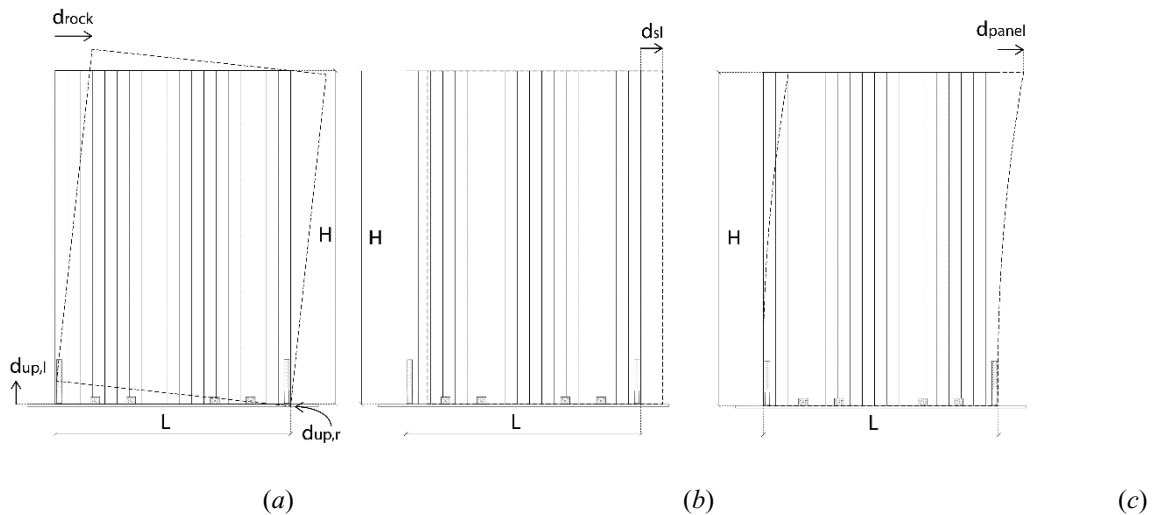 drock
dsl
dpanel
H
H
H
dup,l
L
L
L
dup,r
(a)
(b)
(c)